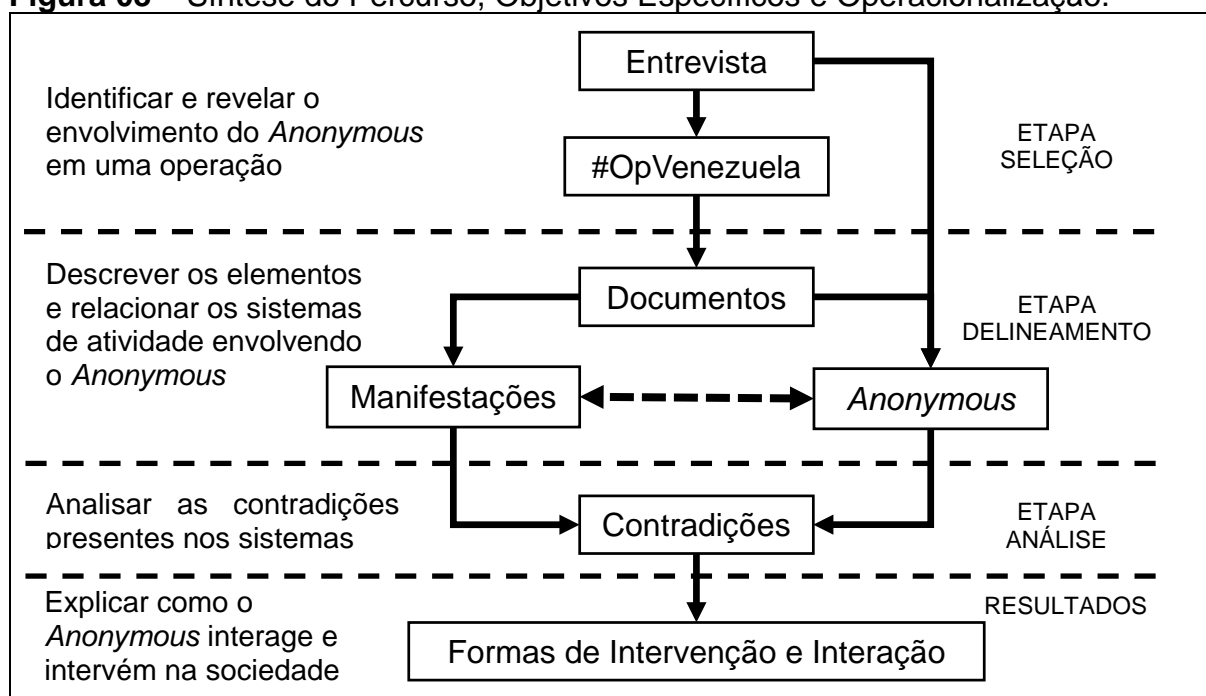 Figura 08 – Síntese do Percurso, Objetivos Específicos e Operacionalização.
Entrevista
Identificar e revelar o
envolvimento do Anonymous
em uma operação
ETAPA
SELEÇÃO
#OpVenezuela
Descrever os elementos
e relacionar os sistemas
de atividade envolvendo
o Anonymous
Documentos
ETAPA
DELINEAMENTO
Manifestações
Anonymous
Analisar as contradições
presentes nos sistemas
Contradições
ETAPA
ANÁLISE
Explicar como o
Anonymous interage e
intervém na sociedade
RESULTADOS
Formas de Intervenção e Interação